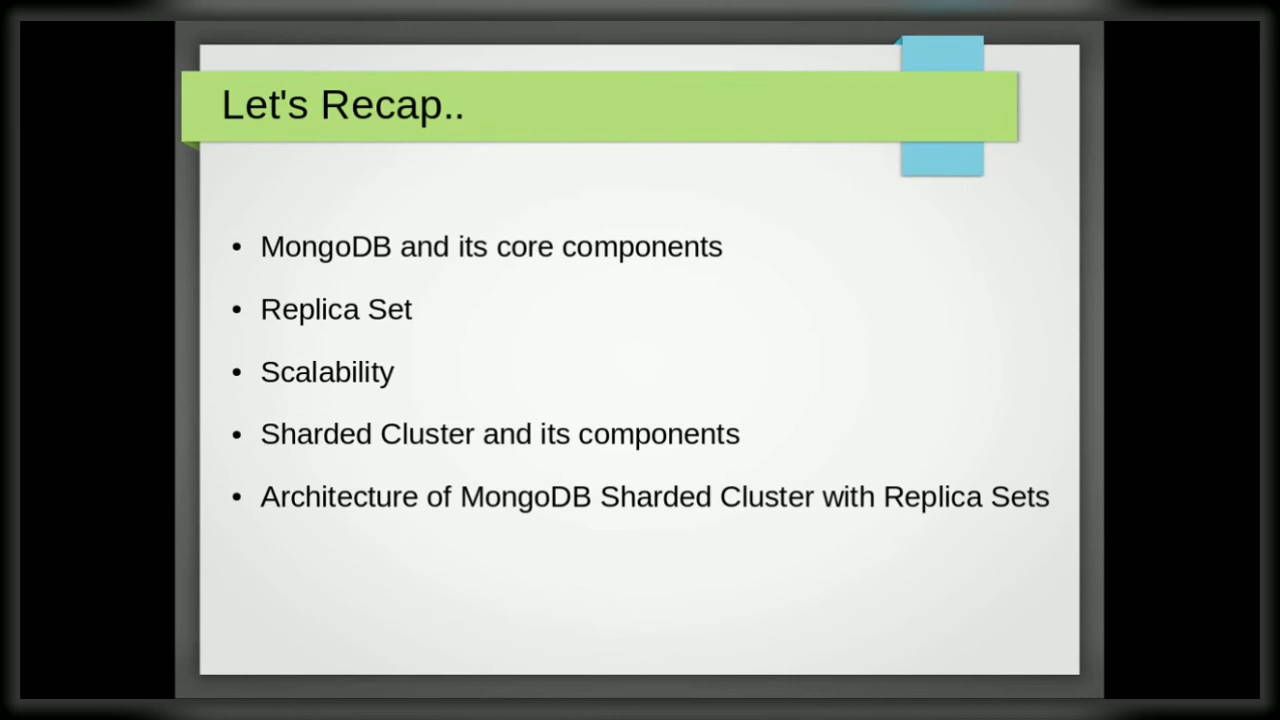 Let's Recap..
• MongoDB and its core components
• Replica Set
• Scalability
• Sharded Cluster and its components
• Architecture of MongoDB Sharded Cluster with Replica Sets